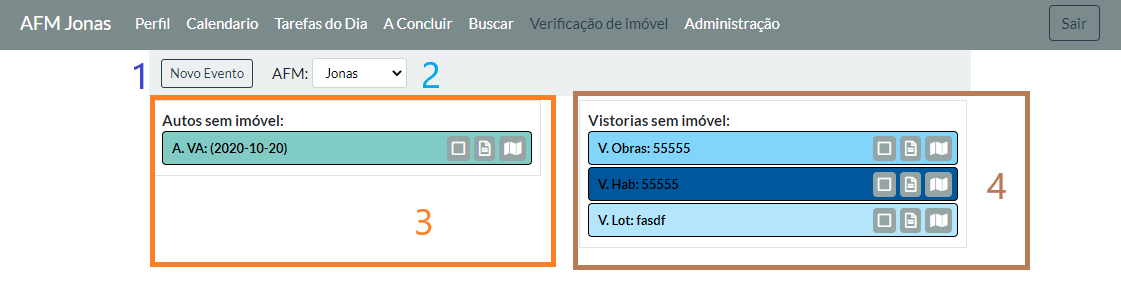 AFM Jonas Perfil Calendario Tarefas do Dia A Concluir Buscar Verificação de imóvel Administração Sair
1 Novo Evento AFM: Jonas 2
Autos sem imóvel:
A. VA: (2020-10-20)
3
Vistorias sem imóvel:
V. Obras: 55555
V. Hab: 55555
V. Lot: fasdf
4